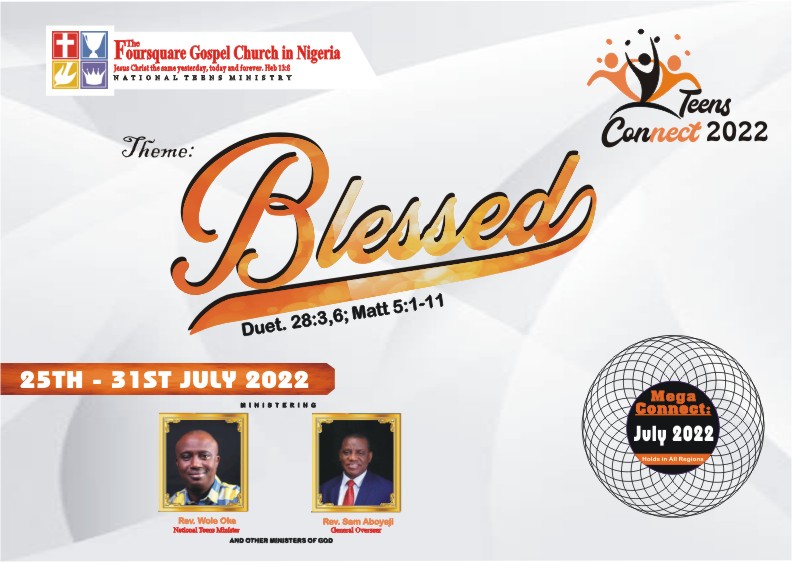 The
Foursquare Gospel Church in Nigeria
Jesus Christ the same yesterday, today and forever. Heb 13:8
NATIONAL TEENS MINISTRY
Teens
Connect 2022
Theme:
Blessed
Duet. 28:3,6; Matt 5:1-11
25TH - 31ST JULY 2022
MINISTERING
Mega
Connect:
July 2022
Holds in All Regions
Rev. Wole Oke
National Teens Minister
Rev. Sam Aboyeji
General Overseer
AND OTHER MINISTERS OF GOD